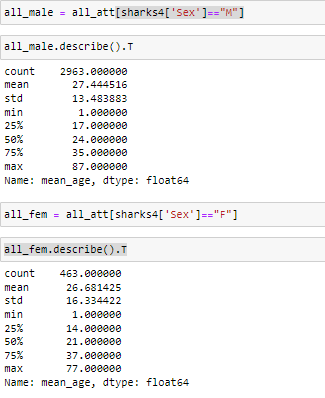 all_male = all_att[sharks4['Sex']=="M"]
all_male.describe().T
count    2963.000000
mean       27.444516
std        13.483883
min         1.000000
25%        17.000000
50%        24.000000
75%        35.000000
max        87.000000
Name: mean_age, dtype: float64
all_fem = all_att[sharks4['Sex']=="F"]
all_fem.describe().T
count    463.000000
mean      26.681425
std       16.334422
min        1.000000
25%       14.000000
50%       21.000000
75%       37.000000
max       77.000000
Name: mean_age, dtype: float64